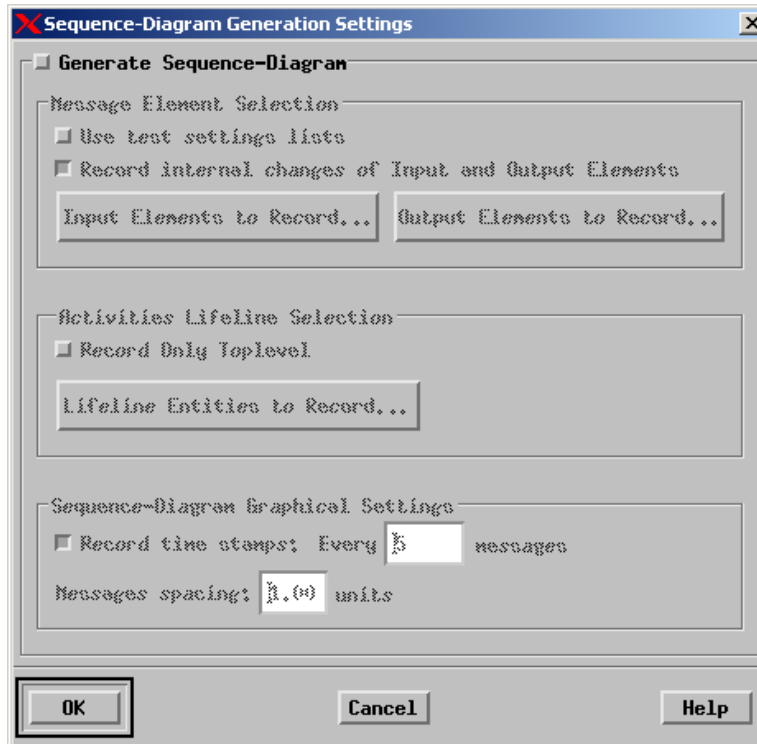 Sequence-Diagram Generation Settings
Generate Sequence-Diagram
Message Element Selection
Use test settings lists
Record internal changes of Input and Output Elements
Input Elements to Record... Output Elements to Record...
Activities Lifeline Selection
Record Only Toplevel
Lifeline Entities to Record...
Sequence-Diagram Graphical Settings
Record time stamps: Every 5 messages
Messages spacing: units
OK Cancel Help